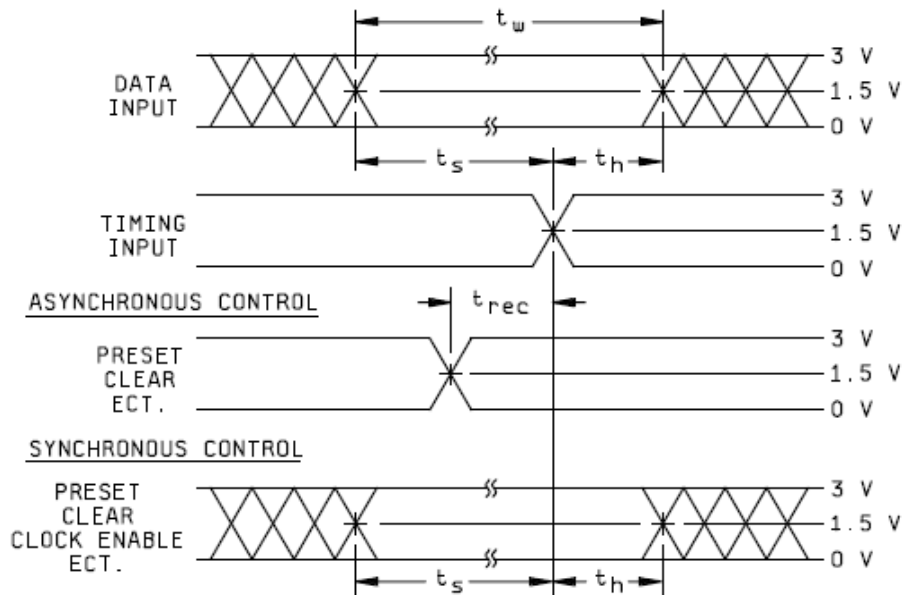 t_w
DATA
INPUT
3 V
1.5 V
0 V
t_s
t_h
TIMING
INPUT
3 V
1.5 V
0 V
ASYNCHRONOUS CONTROL
t_rec
PRESET
CLEAR
ECT.
3 V
1.5 V
0 V
SYNCHRONOUS CONTROL
PRESET
CLEAR
CLOCK ENABLE
ECT.
3 V
1.5 V
0 V
t_s
t_h